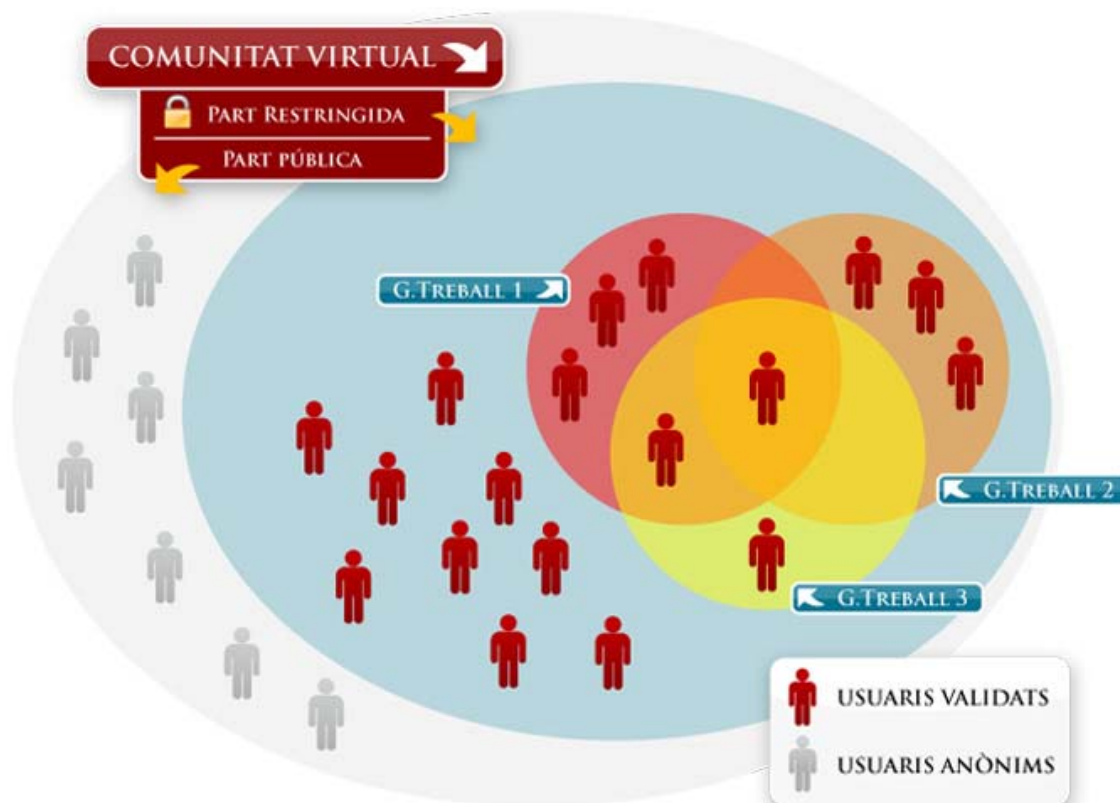 COMUNITAT VIRTUAL
PART RESTRINGIDA
PART PÚBLICA
G.TREBALL 1
G.TREBALL 2
G.TREBALL 3
USUARIS VALIDATS
USUARIS ANÒNIMS